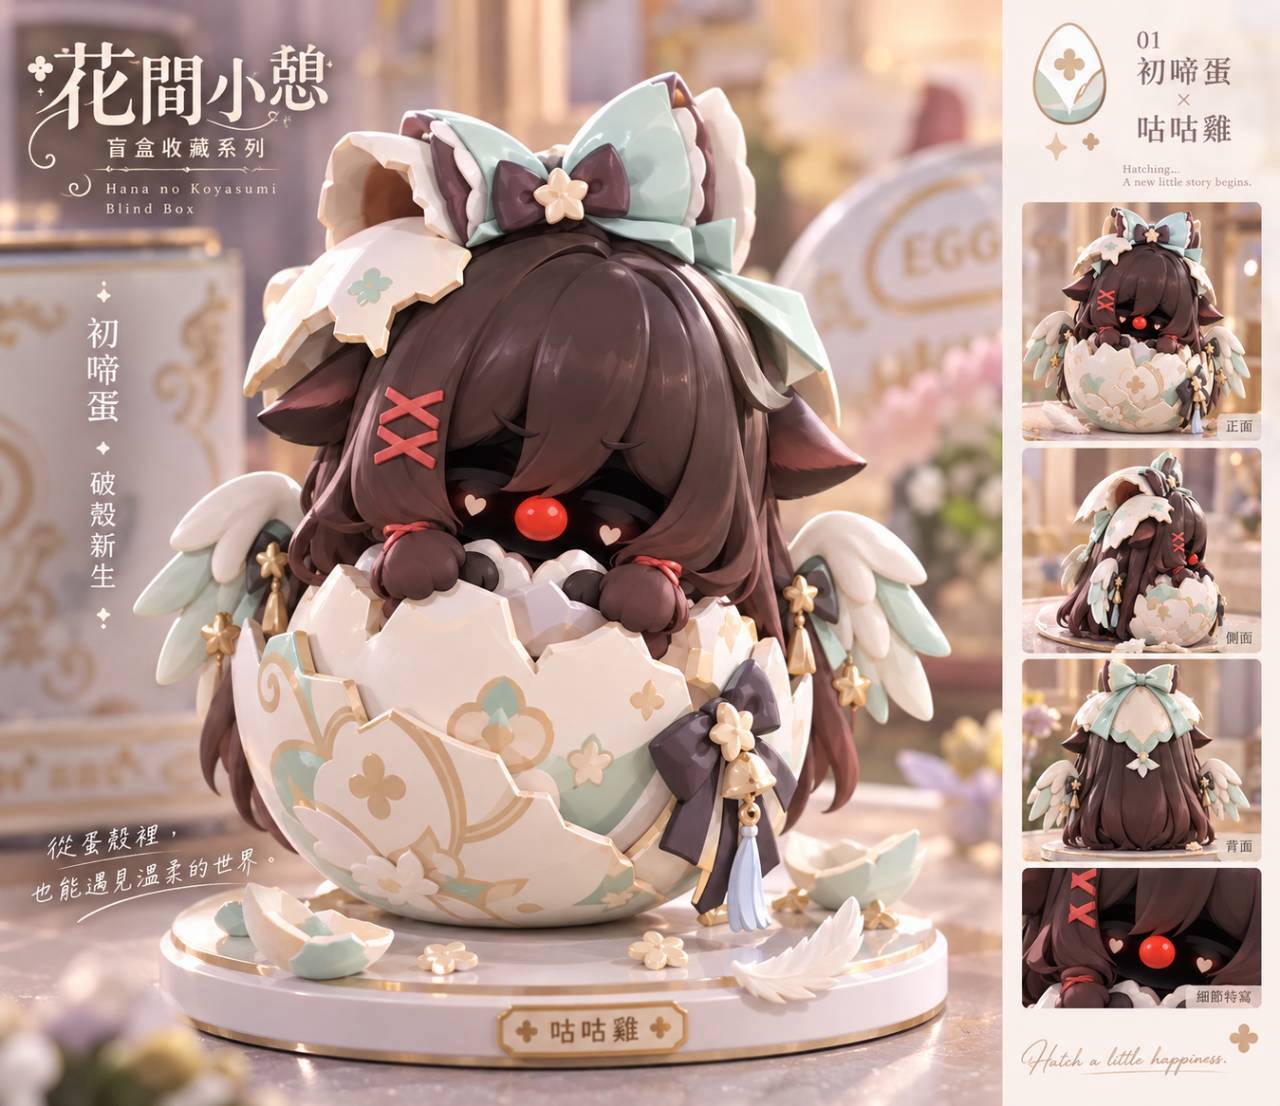 花間小憩
盲盒收藏系列
Hana no Koyasumi
Blind Box
初啼蛋
破殼新生
從蛋殼裡，
也能遇見溫柔的世界。
EGG
咕咕雞
01
初啼蛋
×
咕咕雞
Hatching...
A new little story begins.
正面
側面
背面
細節特寫
Hatch a little happiness.